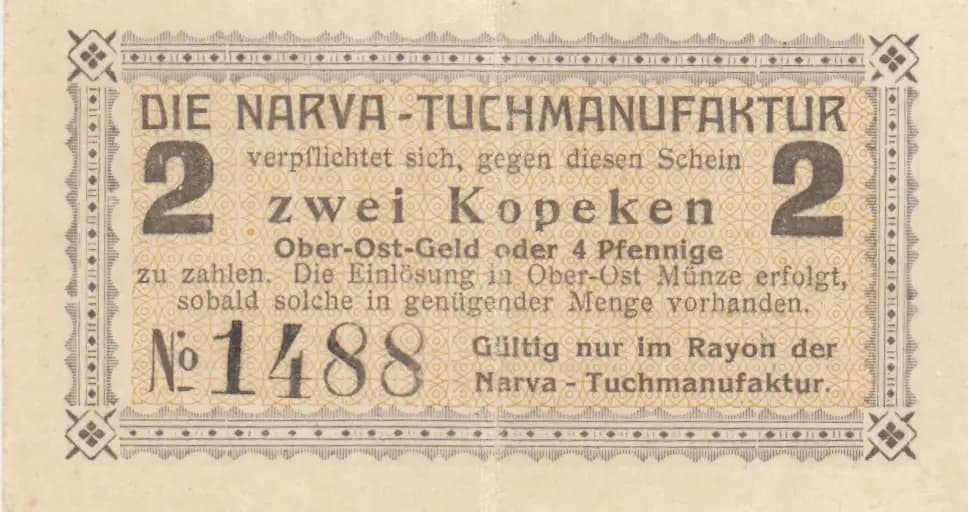 DIE NARVA-TUCHMANUFAKTUR
2 verpflichtet sich, gegen diesen Schein 2
zwei Kopeken
Ober-Ost-Geld oder 4 Pfennige
zu zahlen. Die Einlösung in Ober-Ost Münze erfolgt,
sobald solche in genügender Menge vorhanden.
№ 1488
Gültig nur im Rayon der
Narva-Tuchmanufaktur.